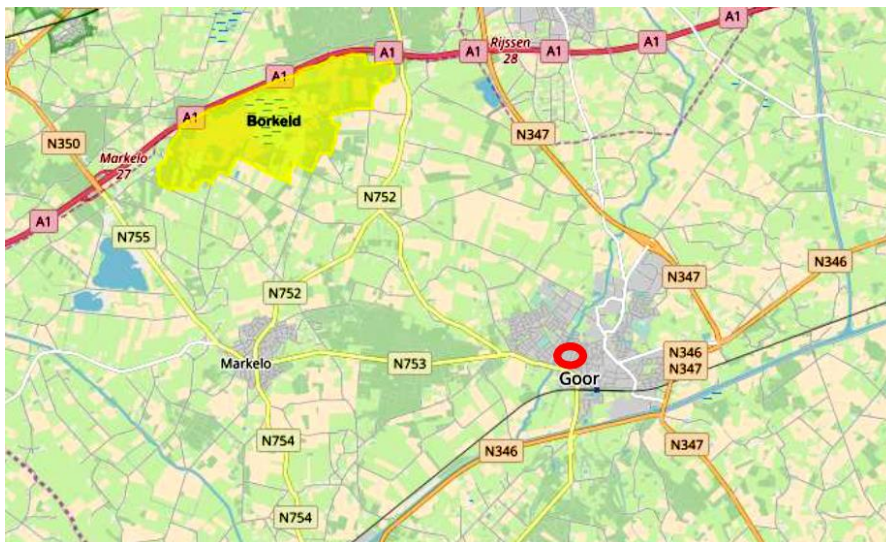 A1
Rijssen
28
A1
A1
A1
A1
A1
A1
Borkeld
N347
N350
Markelo
27
N752
A1
N755
N346
N347
N752
Markelo
N753
N346
N347
Goor
N754
N346
N347
N754